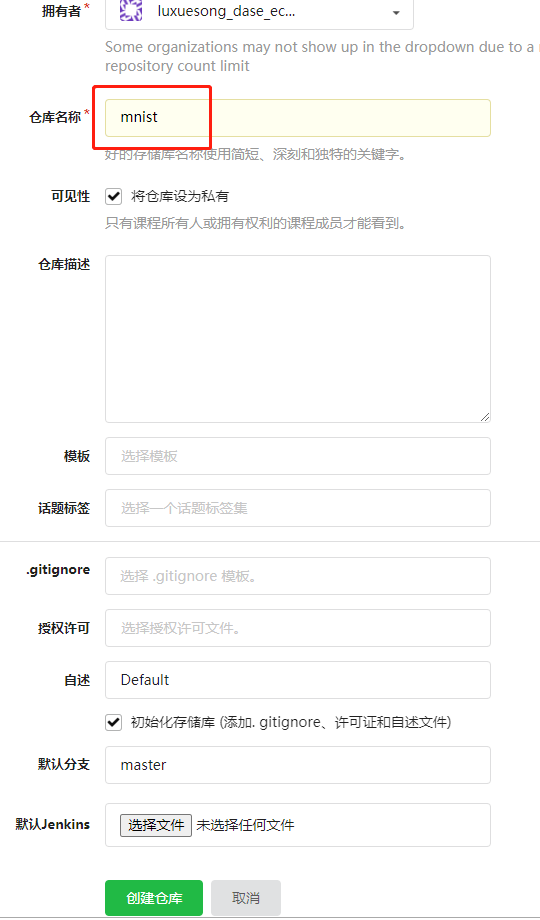 拥有者*
luxuesong_dase_ec...
Some organizations may not show up in the dropdown due to a
repository count limit
仓库名称*
mnist
好的存储库名称使用简短、深刻和独特的关键字。
可见性
将仓库设为私有
只有课程所有人或拥有权利的课程成员才能看到。
仓库描述
模板
选择模板
话题标签
选择一个话题标签集
.gitignore
选择 .gitignore 模板。
授权许可
选择授权许可文件。
自述
Default
初始化存储库 (添加. gitignore、许可证和自述文件)
默认分支
master
默认Jenkins
选择文件 未选择任何文件
创建仓库
取消